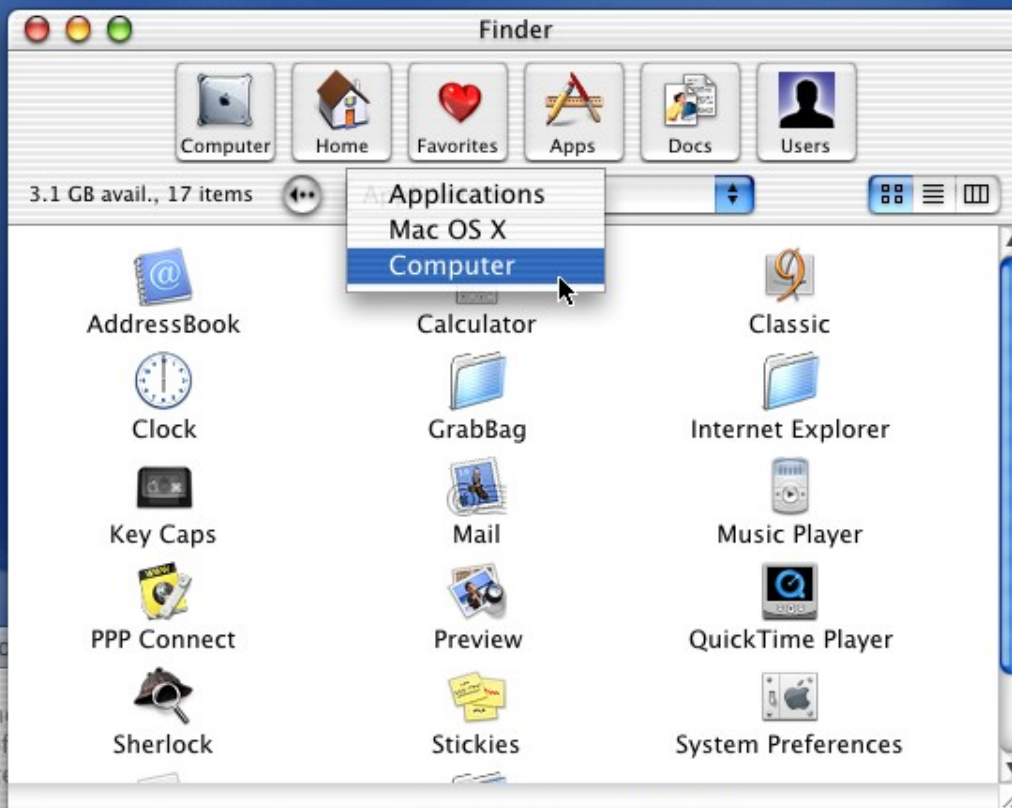 Finder
Computer Home Favorites Apps Docs Users
3.1 GB avail., 17 items
Applications
Mac OS X
Computer
AddressBook Calculator Classic
Clock GrabBag Internet Explorer
Key Caps Mail Music Player
PPP Connect Preview QuickTime Player
Sherlock Stickies System Preferences